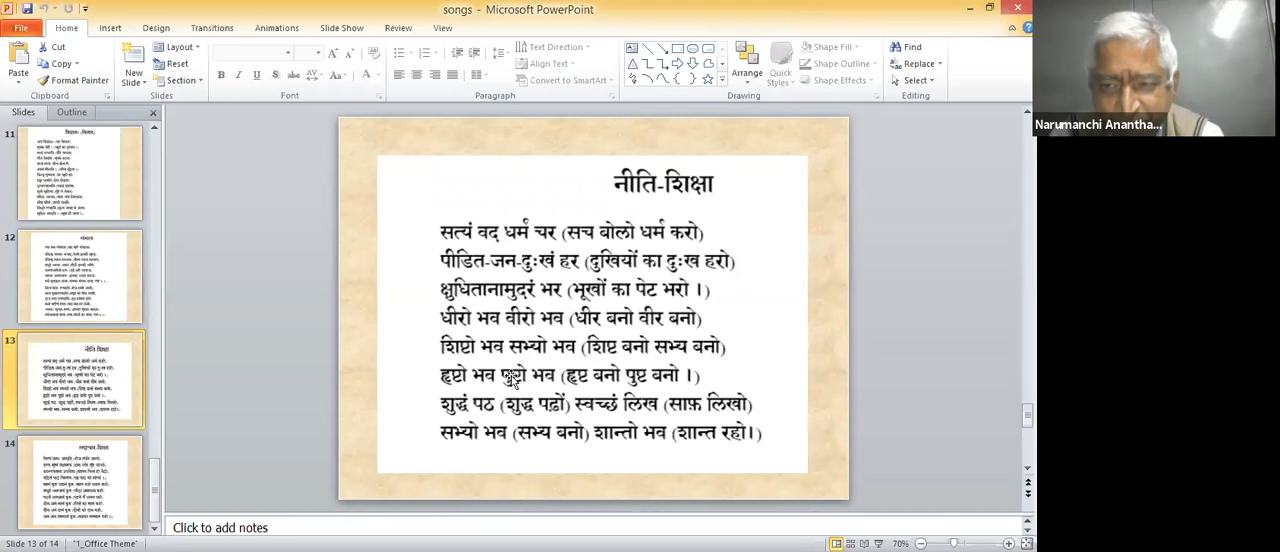 songs - Microsoft PowerPoint
File Home Insert Design Transitions Animations Slide Show Review View
Cut
Copy
Format Painter
Paste
Clipboard
New Slide
Layout
Reset
Section
Slides
Font
Text Direction
Align Text
Convert to SmartArt
Paragraph
Arrange
Quick Styles
Shape Fill
Shape Outline
Shape Effects
Drawing
Find
Replace
Select
Editing
Narumanchi Anantha...
Slides Outline
11
12
13
नीति-शिक्षा
14
नीति-शिक्षा
सत्यं वद धर्मं चर (सच बोलो धर्म करो)
पीडित-जन-दुःखं हर (दुखियों का दुःख हरो)
क्षुधितानामुदरं भर (भूखों का पेट भरो ।)
धीरो भव वीरो भव (धीर बनो वीर बनो)
शिष्टो भव सभ्यो भव (शिष्ट बनो सभ्य बनो)
हृष्टो भव पुष्टो भव (हृष्ट बनो पुष्ट बनो ।)
शुद्धं पठ (शुद्ध पढ़ों) स्वच्छं लिख (साफ़ लिखो)
सभ्यो भव (सभ्य बनो) शान्तो भव (शान्त रहो।)
Click to add notes
Slide 13 of 14 "1_Office Theme" 70%